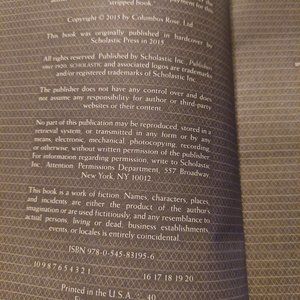 payment for the
"stripped book."
Copyright © 2015 by Columbus Rose, Ltd.
This book was originally published in hardcover by
Scholastic Press in 2015
All rights reserved. Published by Scholastic Inc., Publishers
since 1920. SCHOLASTIC and associated logos are trademarks
and/or registered trademarks of Scholastic Inc.
The publisher does not have any control over and does
not assume any responsibility for author or third-party
websites or their content.
No part of this publication may be reproduced, stored in a
retrieval system, or transmitted in any form or by any
means, electronic, mechanical, photocopying, recording,
or otherwise, without written permission of the publisher.
For information regarding permission, write to Scholastic
Inc., Attention: Permissions Department, 557 Broadway,
New York, NY 10012.
This book is a work of fiction. Names, characters, places,
and incidents are either the product of the author's
imagination or are used fictitiously, and any resemblance to
actual persons, living or dead, business establishments,
events, or locales is entirely coincidental.
ISBN 978-0-545-83195-6
10 9 8 7 6 5 4 3 2 1 16 17 18 19 20
Printed in the U.S.A. 40